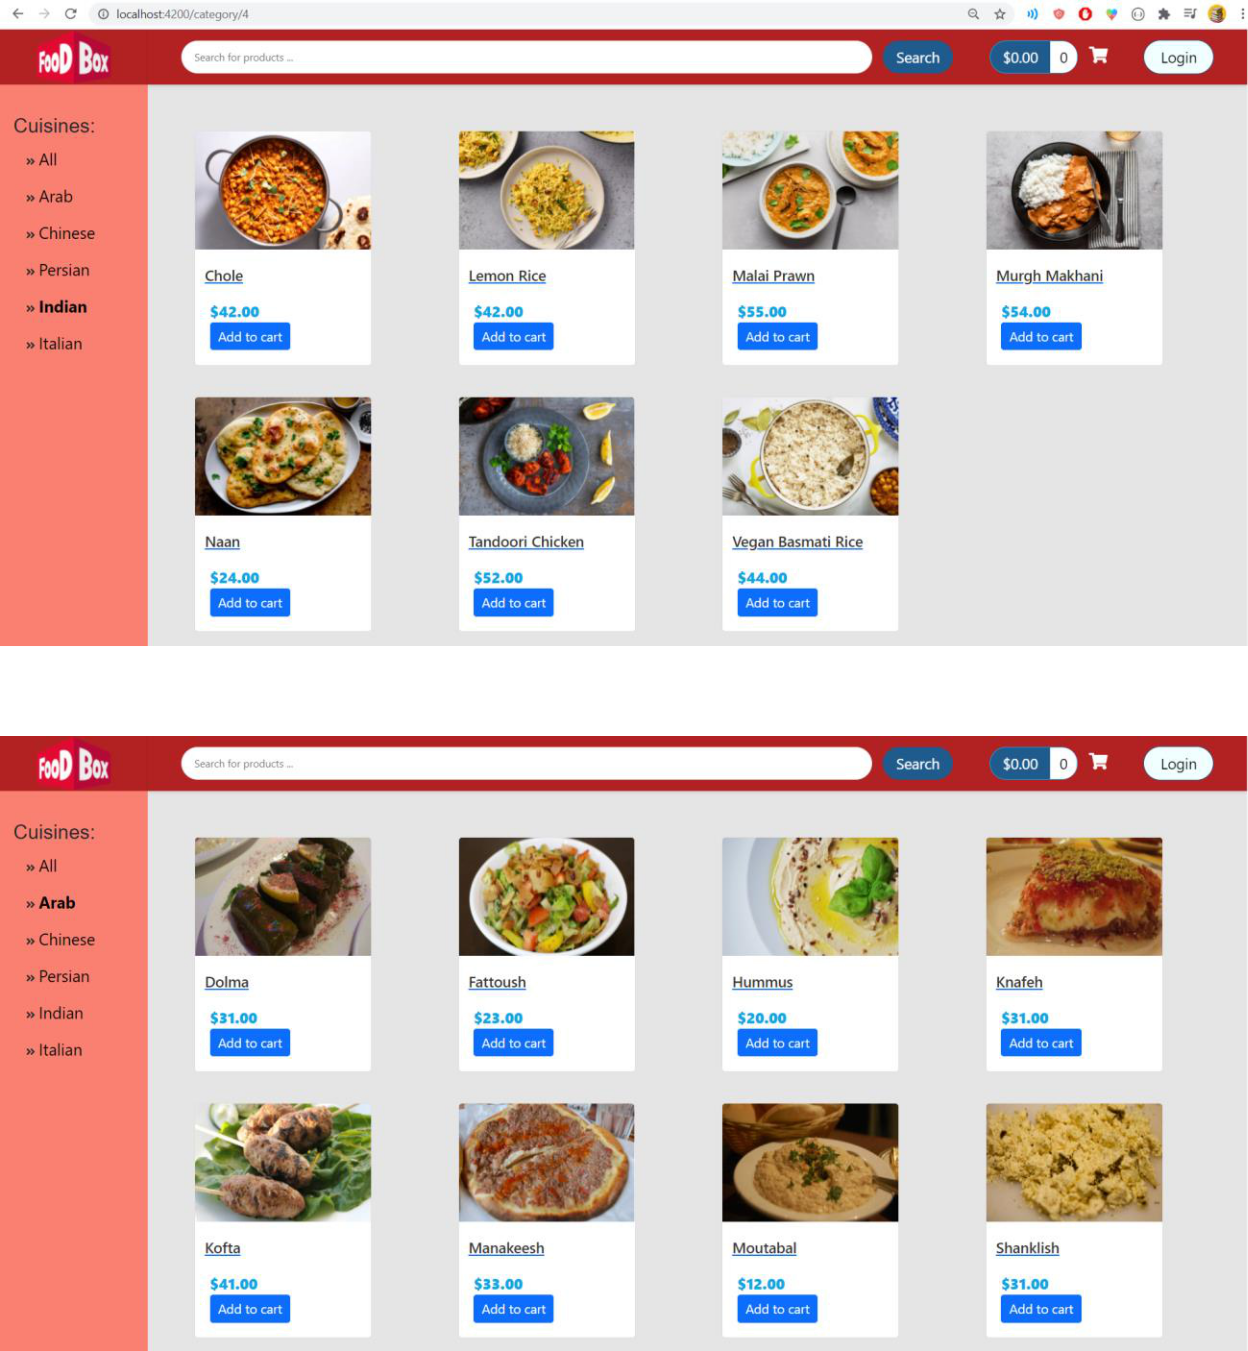 localhost:4200/category/4
FooD Box
Search for products ...
Search
$0.00 0
Login
Cuisines:
» All
» Arab
» Chinese
» Persian
» Indian
» Italian
Chole
$42.00
Add to cart
Lemon Rice
$42.00
Add to cart
Malai Prawn
$55.00
Add to cart
Murgh Makhani
$54.00
Add to cart
Naan
$24.00
Add to cart
Tandoori Chicken
$52.00
Add to cart
Vegan Basmati Rice
$44.00
Add to cart
FooD Box
Search for products ...
Search
$0.00 0
Login
Cuisines:
» All
» Arab
» Chinese
» Persian
» Indian
» Italian
Dolma
$31.00
Add to cart
Fattoush
$23.00
Add to cart
Hummus
$20.00
Add to cart
Knafeh
$31.00
Add to cart
Kofta
$41.00
Add to cart
Manakeesh
$33.00
Add to cart
Moutabal
$12.00
Add to cart
Shanklish
$31.00
Add to cart